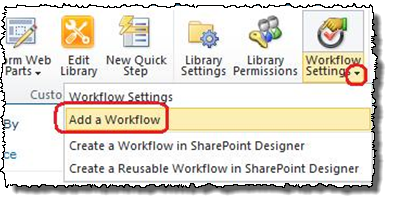 rm Web
Parts
Edit
Library
New Quick
Step
Library
Settings
Library
Permissions
Workflow
Settings
Custo
Workflow Settings
By
Add a Workflow
Create a Workflow in SharePoint Designer
ce
Create a Reusable Workflow in SharePoint Designer